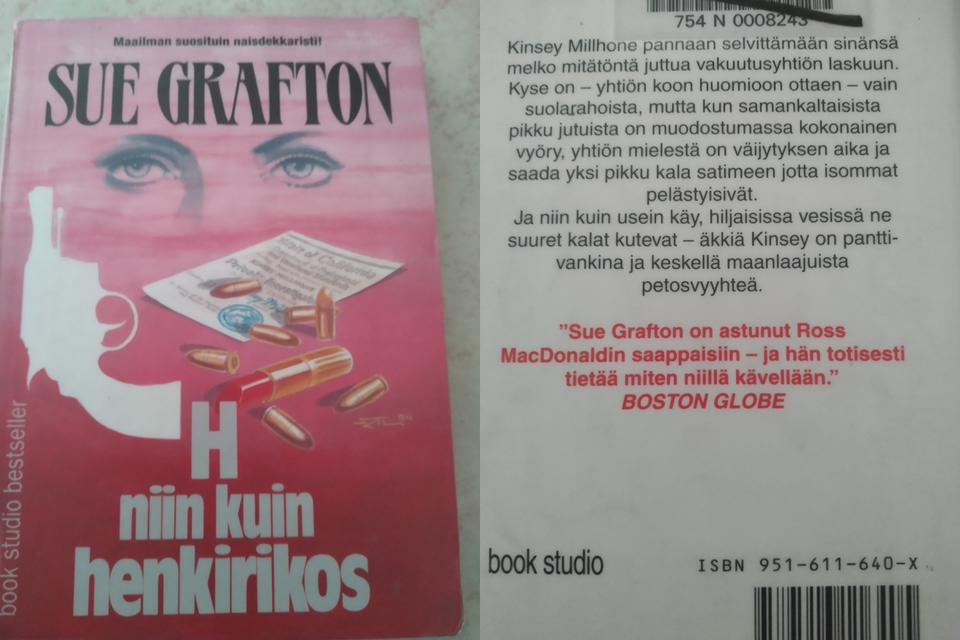 Maailman suosituin naisdekkaristi!
SUE GRAFTON
State of California
H
niin kuin
henkirikos
book studio bestseller
754 N 0008243
Kinsey Millhone pannaan selvittämään sinänsä
melko mitätöntä juttua vakuutusyhtiön laskuun.
Kyse on – yhtiön koon huomioon ottaen – vain
suolarahoista, mutta kun samankaltaisista
pikku jutuista on muodostumassa kokonainen
vyöry, yhtiön mielestä on väijytyksen aika ja
saada yksi pikku kala satimeen jotta isommat
pelästyisivät.
Ja niin kuin usein käy, hiljaisissa vesissä ne
suuret kalat kutevat – äkkiä Kinsey on pantti-
vankina ja keskellä maanlaajuista
petosvyyhteä.
”Sue Grafton on astunut Ross
MacDonaldin saappaisiin – ja hän totisesti
tietää miten niillä kävellään.”
BOSTON GLOBE
book studio
ISBN 951-611-640-X